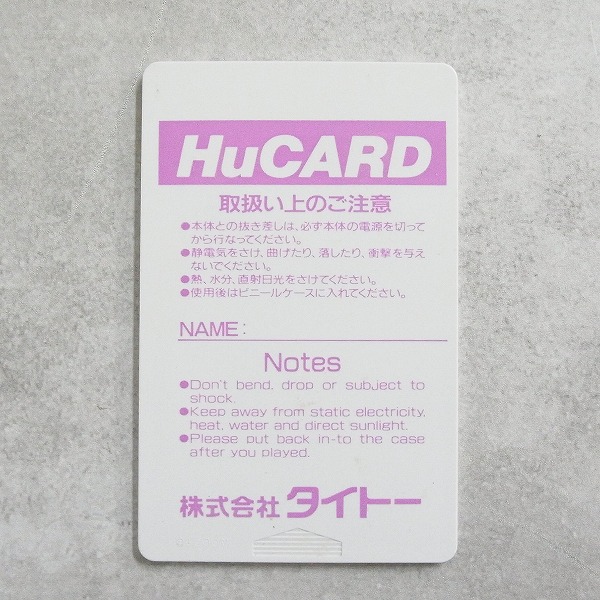 HuCARD
取扱い上のご注意
●本体との抜き差しは、必ず本体の電源を切って
から行なってください。
●静電気をさけ、曲げたり、落したり、衝撃を与え
ないでください。
●熱、水分、直射日光をさけてください。
●使用後はビニールケースに入れてください。
NAME:
Notes
●Don't bend, drop or subject to
shock.
●Keep away from static electricity,
heat, water and direct sunlight.
●Please put back in-to the case
after you played.
株式会社 タイトー